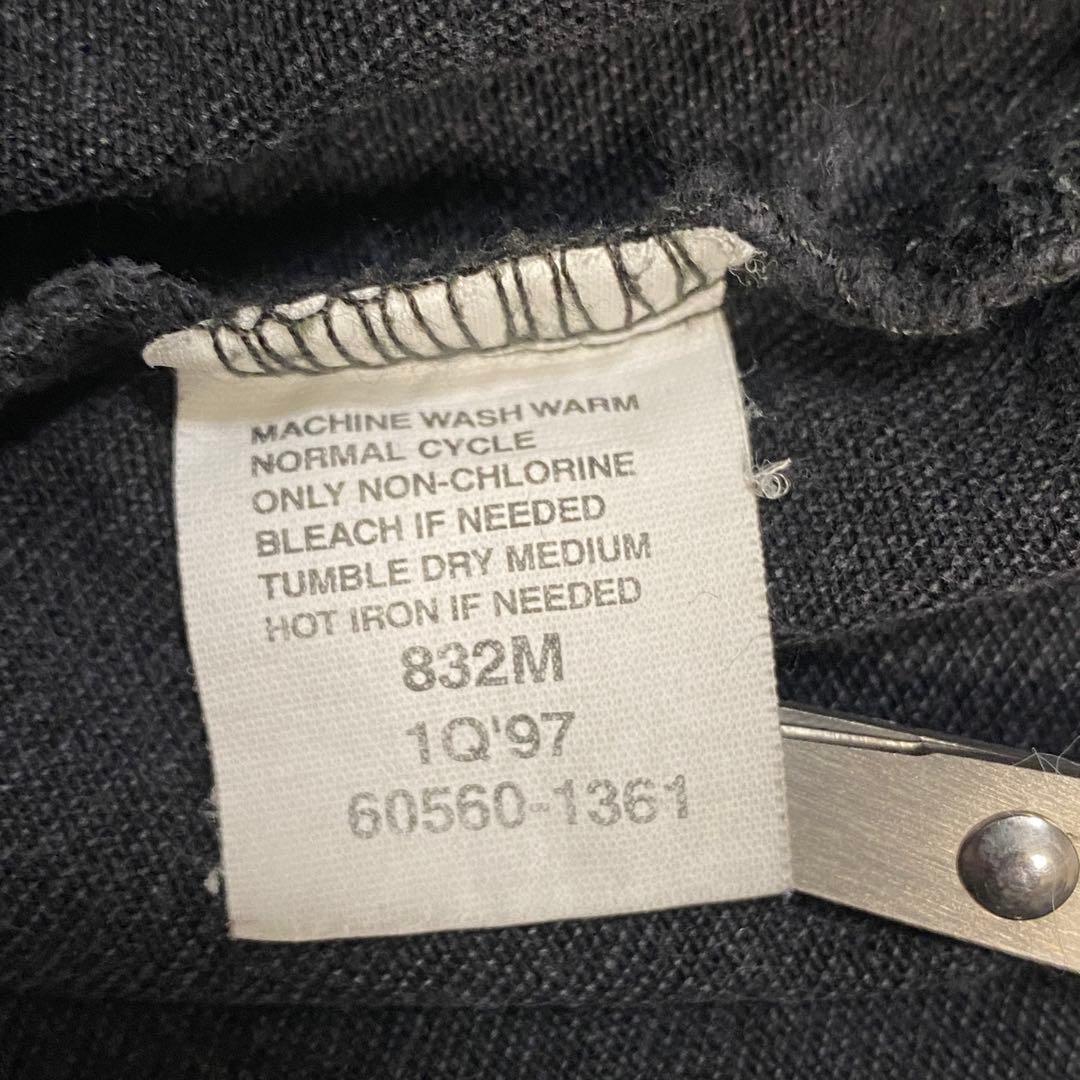 MACHINE WASH WARM
NORMAL CYCLE
ONLY NON-CHLORINE
BLEACH IF NEEDED
TUMBLE DRY MEDIUM
HOT IRON IF NEEDED
832M
1Q'97
60560-1361